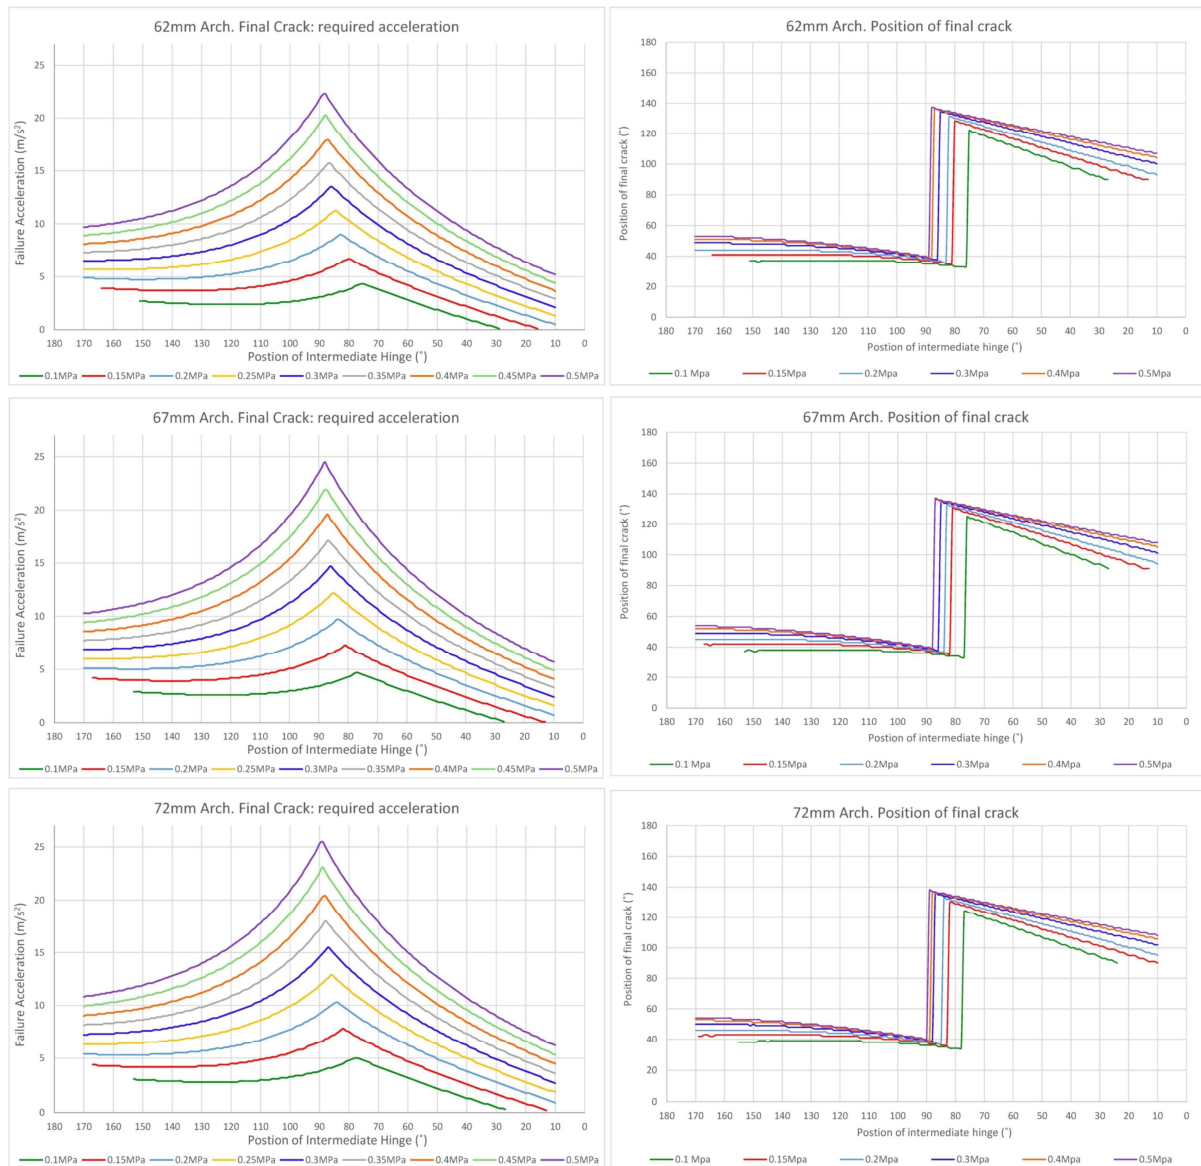 62mm Arch. Final Crack: required acceleration
Failure Acceleration (m/s²)
25
20
15
10
5
0
180 170 160 150 140 130 120 110 100 90 80 70 60 50 40 30 20 10 0
Postion of Intermediate Hinge (˚)
0.1MPa 0.15MPa 0.2MPa 0.25MPa 0.3MPa 0.35MPa 0.4MPa 0.45MPa 0.5MPa
62mm Arch. Position of final crack
Position of final crack (˚)
180
160
140
120
100
80
60
40
20
0
180 170 160 150 140 130 120 110 100 90 80 70 60 50 40 30 20 10 0
Postion of intermediate hinge (˚)
0.1 Mpa 0.15Mpa 0.2Mpa 0.3Mpa 0.4Mpa 0.5Mpa
67mm Arch. Final Crack: required acceleration
Failure Acceleration (m/s²)
25
20
15
10
5
0
180 170 160 150 140 130 120 110 100 90 80 70 60 50 40 30 20 10 0
Postion of Intermediate Hinge (˚)
0.1MPa 0.15MPa 0.2MPa 0.25MPa 0.3MPa 0.35MPa 0.4MPa 0.45MPa 0.5MPa
67mm Arch. Position of final crack
Position of final crack (˚)
180
160
140
120
100
80
60
40
20
0
180 170 160 150 140 130 120 110 100 90 80 70 60 50 40 30 20 10 0
Postion of intermediate hinge (˚)
0.1 Mpa 0.15Mpa 0.2Mpa 0.3Mpa 0.4Mpa 0.5Mpa
72mm Arch. Final Crack: required acceleration
Failure Acceleration (m/s²)
25
20
15
10
5
0
180 170 160 150 140 130 120 110 100 90 80 70 60 50 40 30 20 10 0
Postion of Intermediate Hinge (˚)
0.1MPa 0.15MPa 0.2MPa 0.25MPa 0.3MPa 0.35MPa 0.4MPa 0.45MPa 0.5MPa
72mm Arch. Position of final crack
Position of final crack (˚)
180
160
140
120
100
80
60
40
20
0
180 170 160 150 140 130 120 110 100 90 80 70 60 50 40 30 20 10 0
Postion of intermediate hinge (˚)
0.1 Mpa 0.15Mpa 0.2Mpa 0.3Mpa 0.4Mpa 0.5Mpa